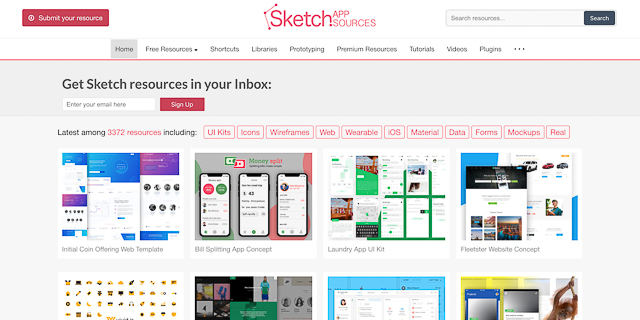 Submit your resource
Sketch APP SOURCES
Search resources...
Search
Home
Free Resources
Shortcuts
Libraries
Prototyping
Premium Resources
Tutorials
Videos
Plugins
Get Sketch resources in your Inbox:
Enter your email here
Sign Up
Latest among 3372 resources including:
UI Kits
Icons
Wireframes
Web
Wearable
iOS
Material
Data
Forms
Mockups
Real
Money split
Initial Coin Offering Web Template
Bill Splitting App Concept
Laundry App UI Kit
Fleetster Website Concept